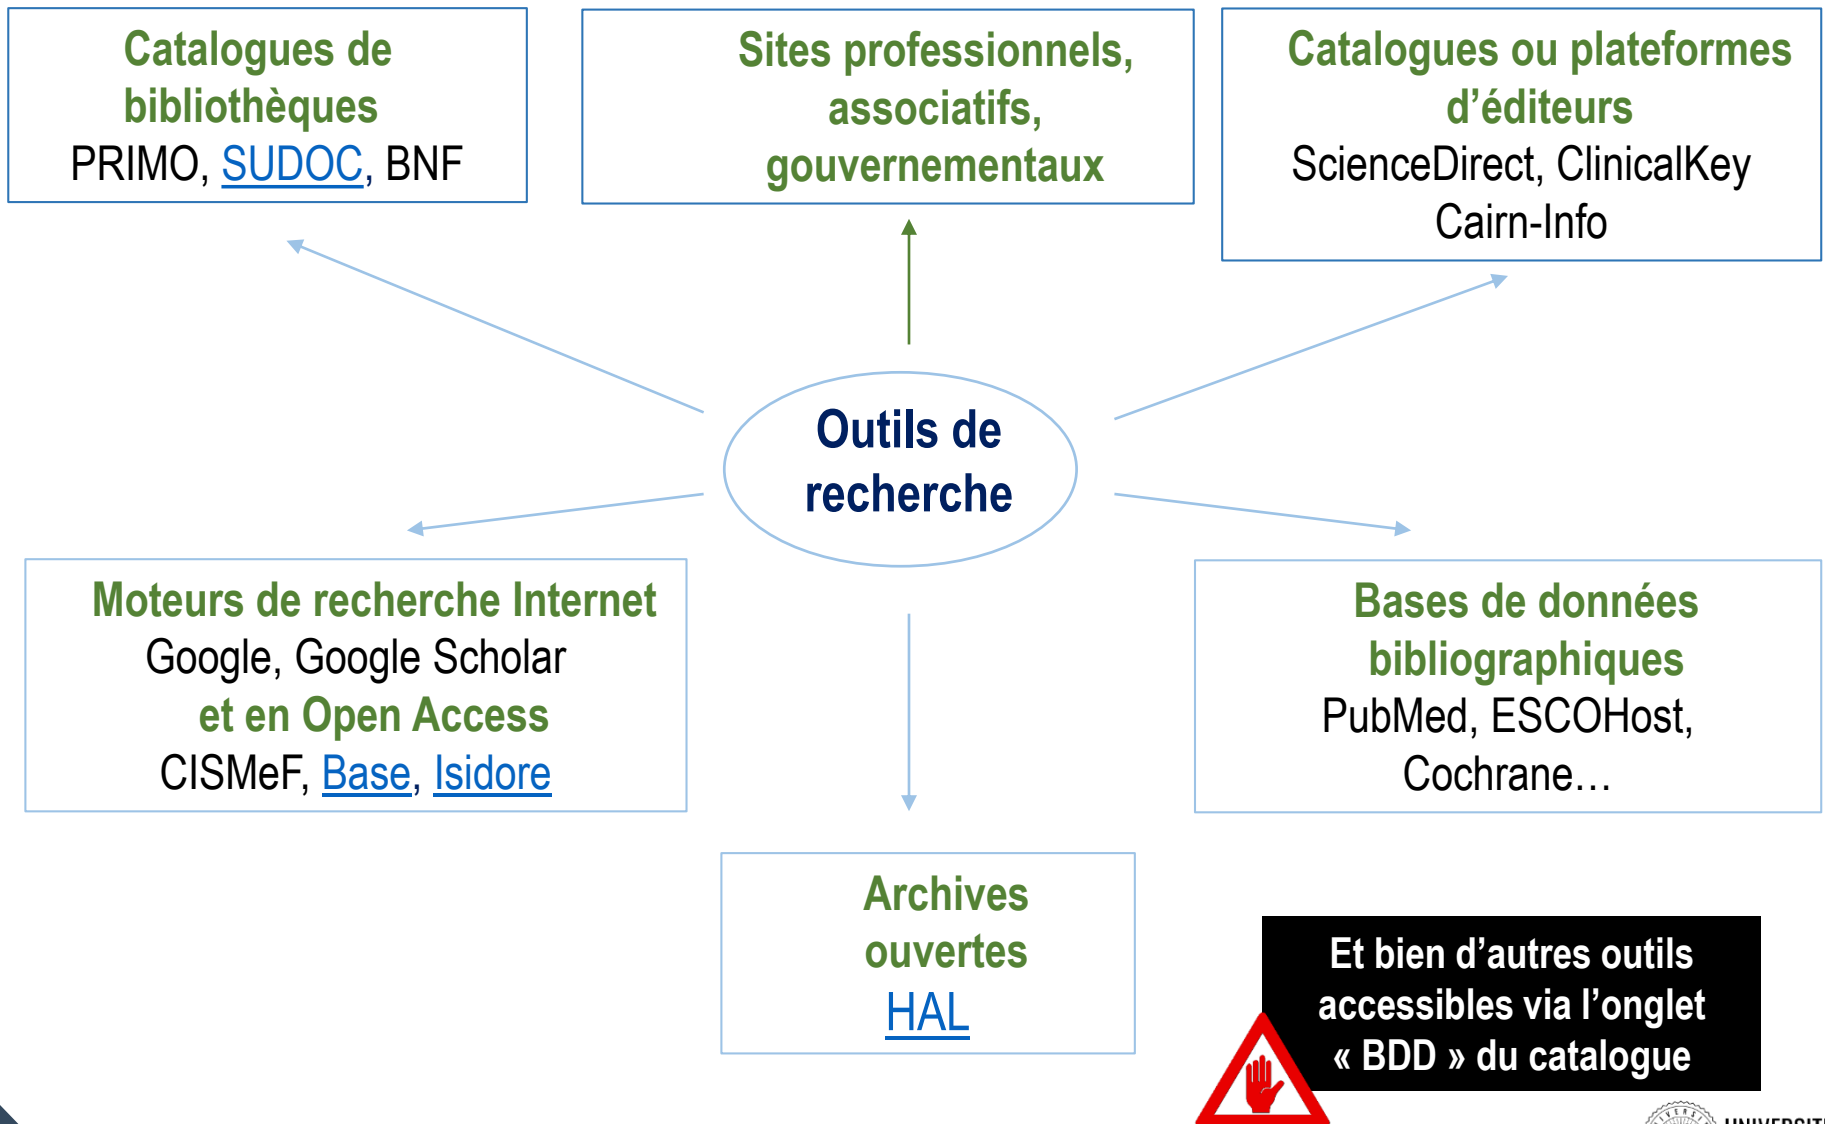 Catalogues de
bibliothèques
PRIMO, SUDOC, BNF
Sites professionnels,
associatifs,
gouvernementaux
Catalogues ou plateformes
d’éditeurs
ScienceDirect, ClinicalKey
Cairn-Info
Outils de
recherche
Moteurs de recherche Internet
Google, Google Scholar
et en Open Access
CISMeF, Base, Isidore
Bases de données
bibliographiques
PubMed, ESCOHost,
Cochrane…
Archives
ouvertes
HAL
Et bien d’autres outils
accessibles via l’onglet
« BDD » du catalogue